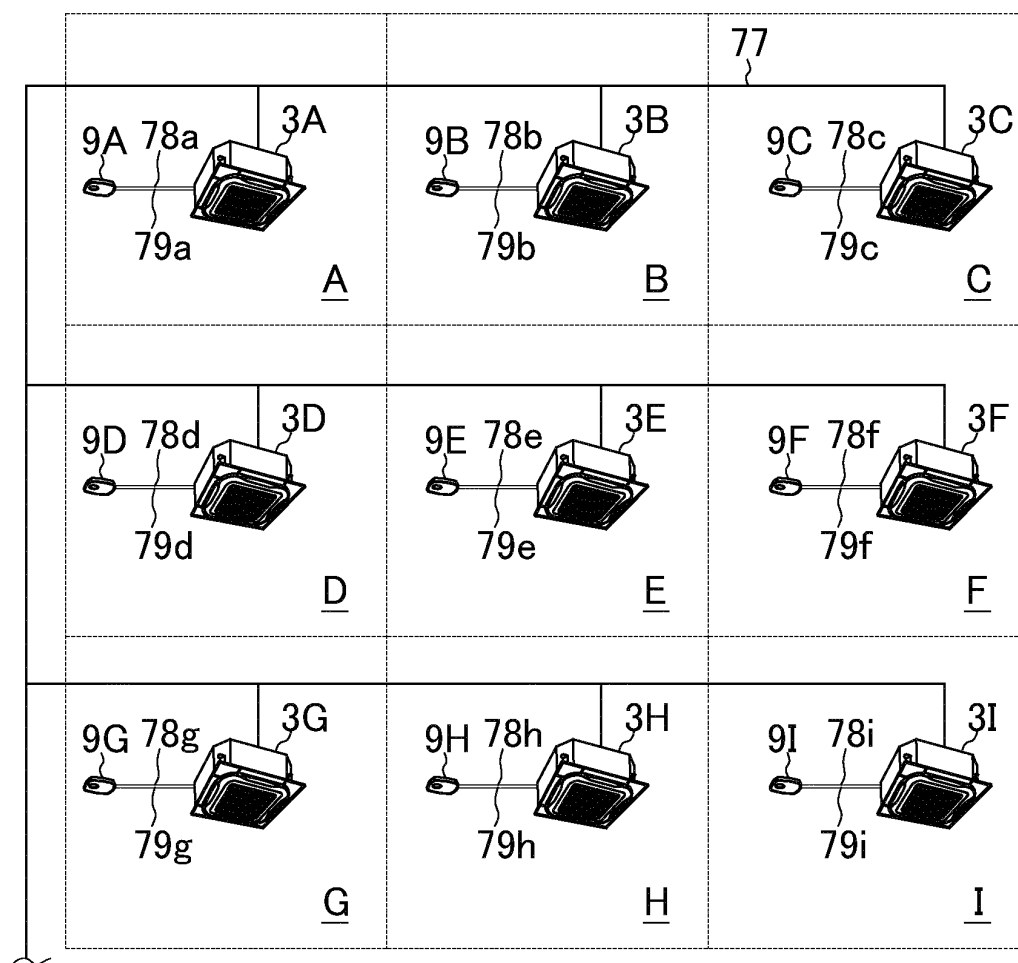 77
9A 78a 3A 9B 78b 3B 9C 78c 3C
79a 79b 79c
A B C
9D 78d 3D 9E 78e 3E 9F 78f 3F
79d 79e 79f
D E F
9G 78g 3G 9H 78h 3H 9I 78i 3I
79g 79h 79i
G H I